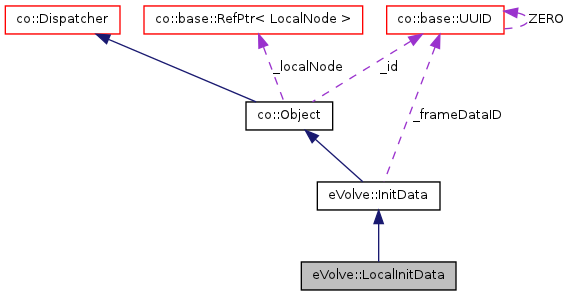 co::Dispatcher
co::base::RefPtr< LocalNode >
co::base::UUID
ZERO
_localNode
_id
co::Object
_frameDataID
eVolve::InitData
eVolve::LocalInitData